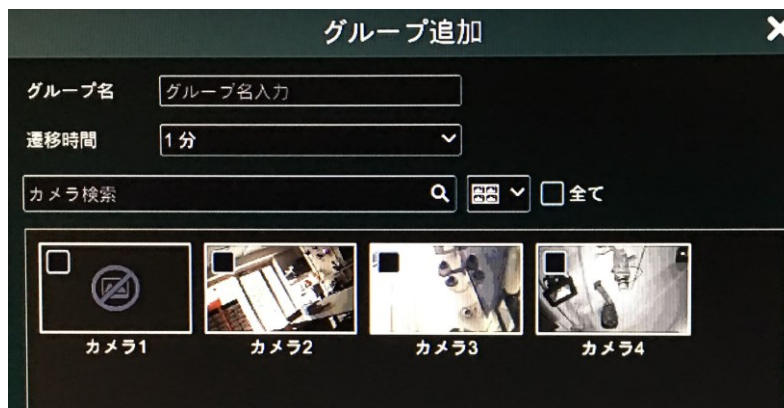 グループ追加
グループ名 グループ名入力
遷移時間 1分
カメラ検索 全て
カメラ1 カメラ2 カメラ3 カメラ4